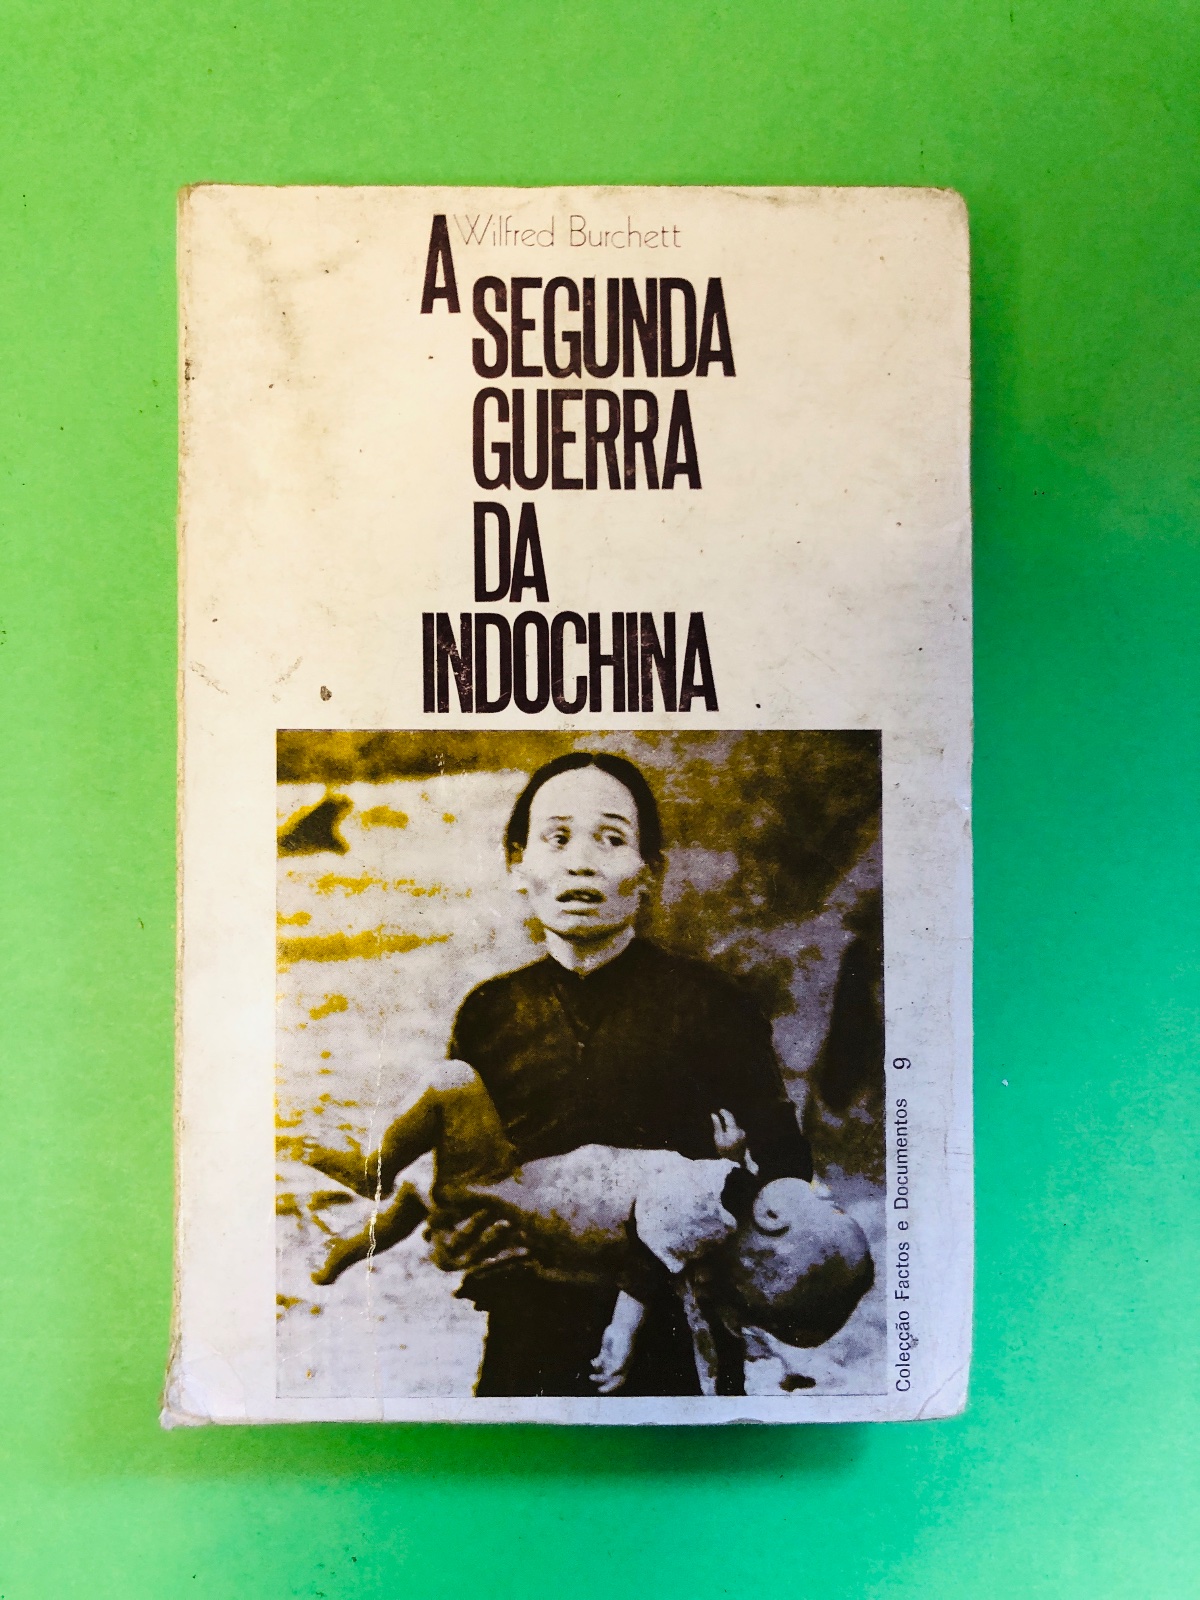 Wilfred Burchett
A
SEGUNDA
GUERRA
DA
INDOCHINA
Colecção Factos e Documentos 9